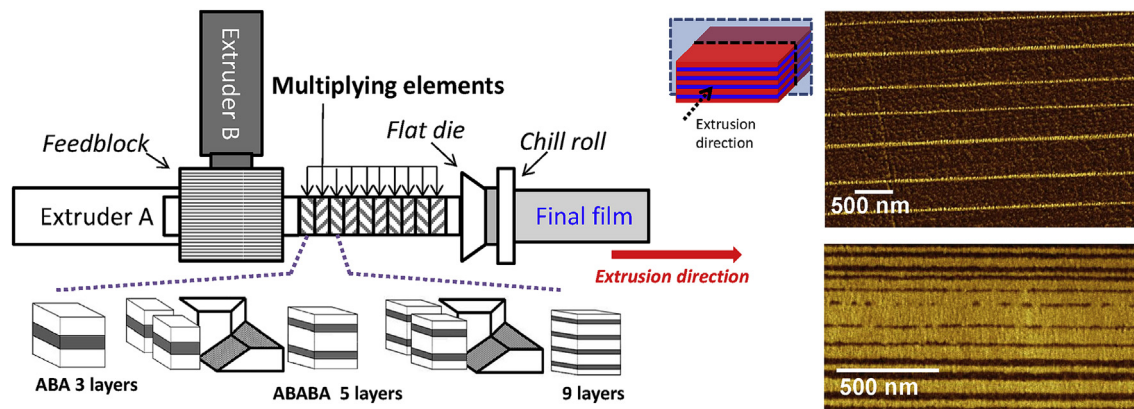 Extruder B
Multiplying elements
Feedblock
Flat die
Chill roll
Extruder A
Final film
Extrusion direction
ABA 3 layers
ABABA 5 layers
9 layers
Extrusion
direction
500 nm
500 nm